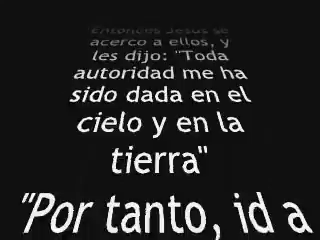 Entonces Jesus se
acerco a ellos, y
les dijo: "Toda
autoridad me ha
sido dada en el
cielo y en la
tierra"
"Por tanto, id a